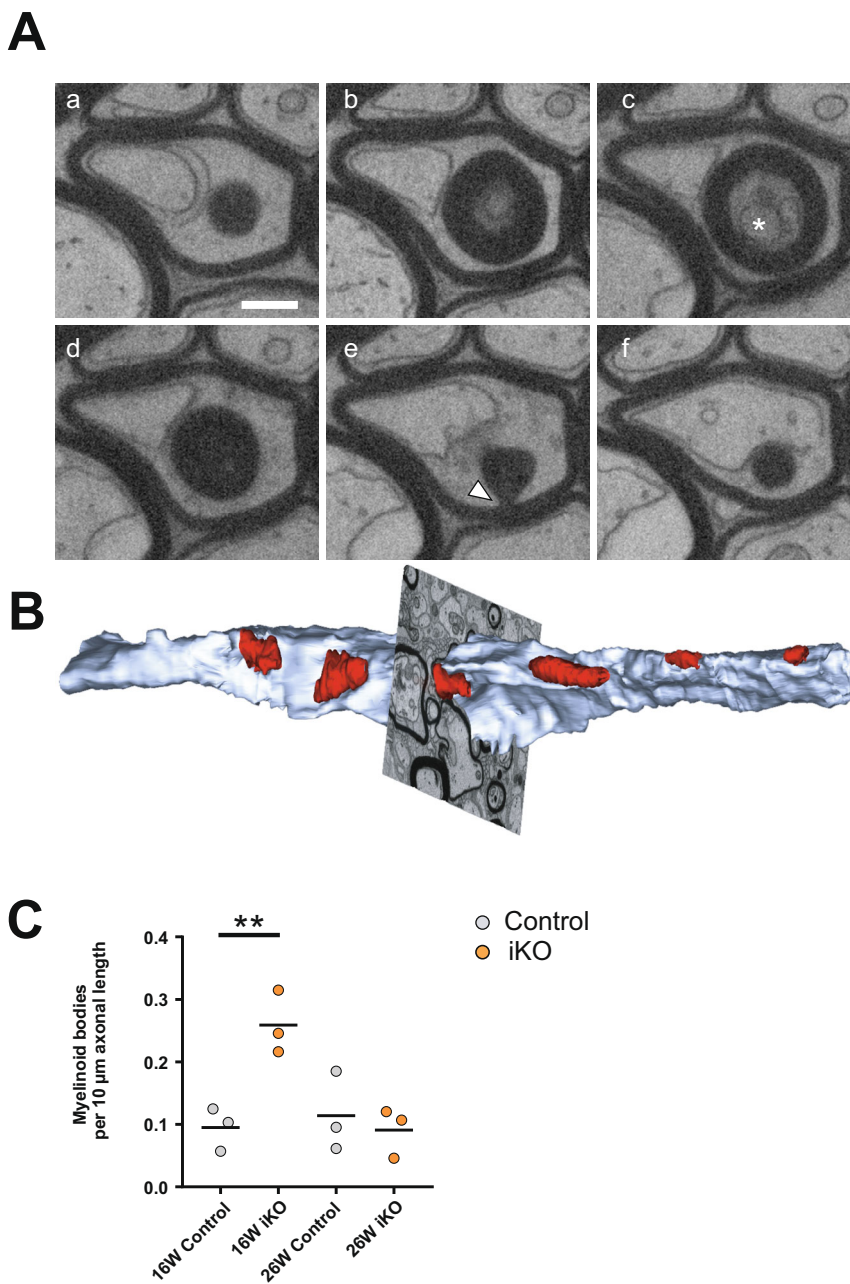 A
a
b
c
*
d
e
f
B
C
**
Control
iKO
Myelinoid bodies
per 10 µm axonal length
0.4
0.3
0.2
0.1
0.0
16W Control
16W iKO
26W Control
26W iKO